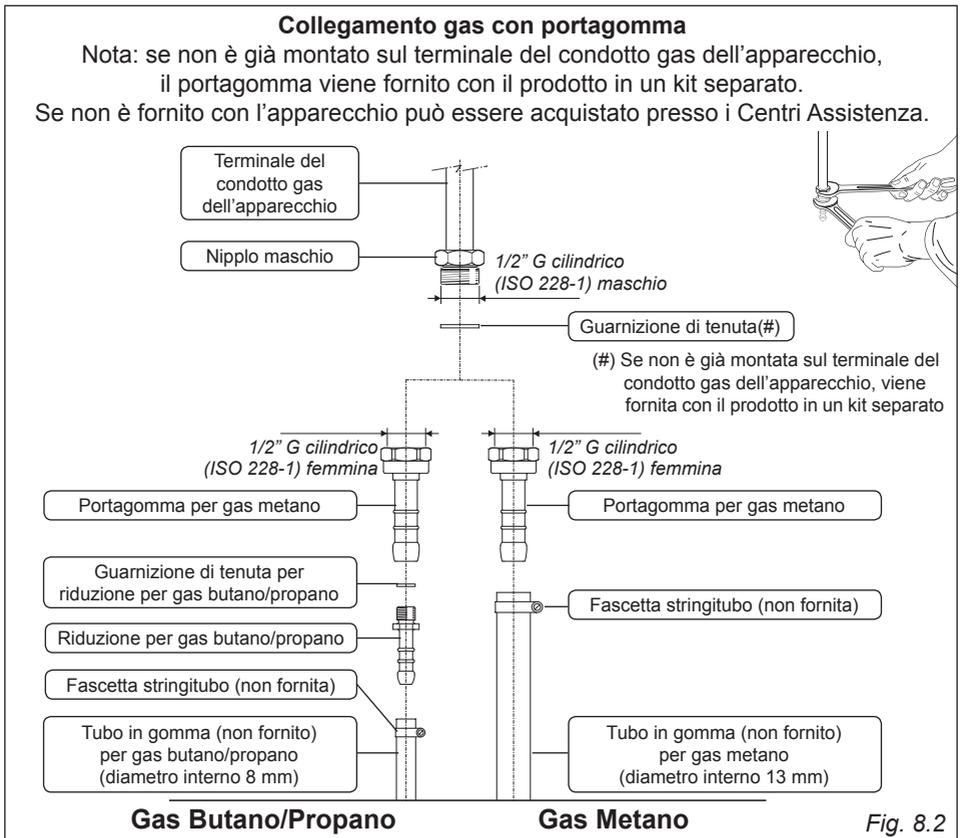 Collegamento gas con portagomma
Nota: se non è già montato sul terminale del condotto gas dell’apparecchio,
il portagomma viene fornito con il prodotto in un kit separato.
Se non è fornito con l’apparecchio può essere acquistato presso i Centri Assistenza.
Terminale del
condotto gas
dell’apparecchio
Nipplo maschio
1/2” G cilindrico
(ISO 228-1) maschio
Guarnizione di tenuta(#)
(#) Se non è già montata sul terminale del
condotto gas dell’apparecchio, viene
fornita con il prodotto in un kit separato
1/2” G cilindrico
(ISO 228-1) femmina
1/2” G cilindrico
(ISO 228-1) femmina
Portagomma per gas metano
Portagomma per gas metano
Guarnizione di tenuta per
riduzione per gas butano/propano
Fascetta stringitubo (non fornita)
Riduzione per gas butano/propano
Fascetta stringitubo (non fornita)
Tubo in gomma (non fornito)
per gas butano/propano
(diametro interno 8 mm)
Tubo in gomma (non fornito)
per gas metano
(diametro interno 13 mm)
Gas Butano/Propano
Gas Metano
Fig. 8.2